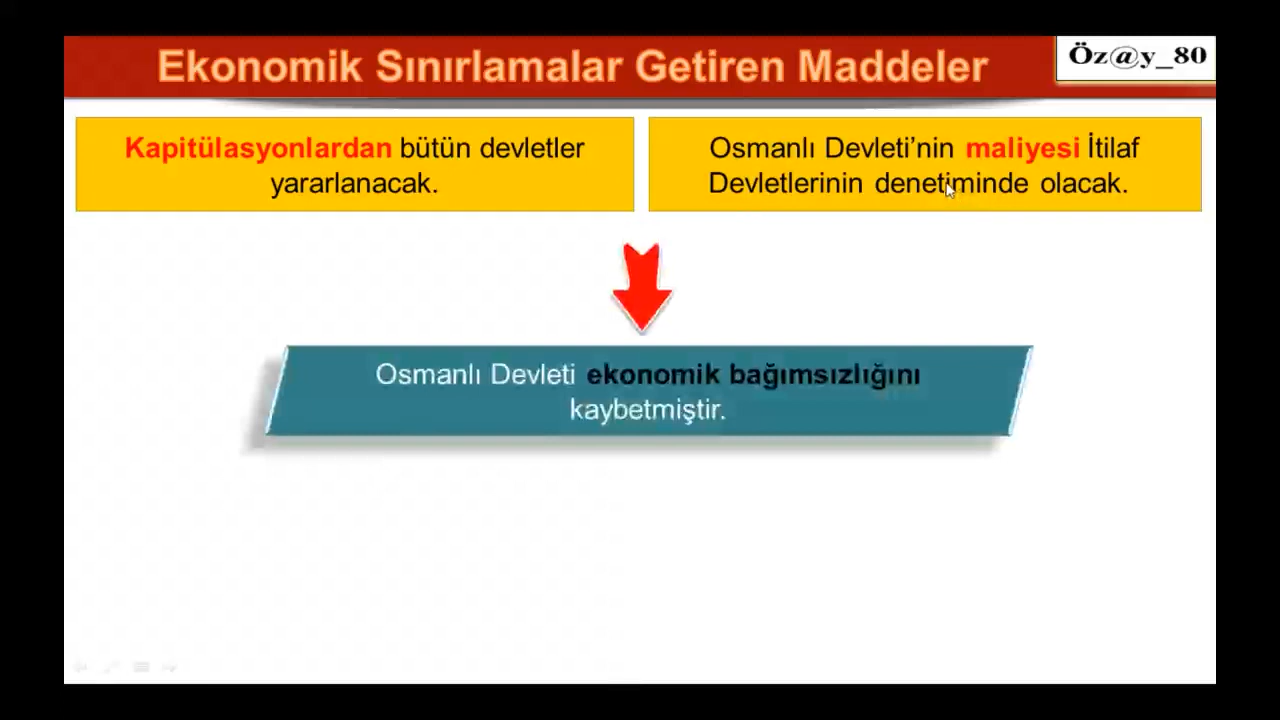 Ekonomik Sınırlamalar Getiren Maddeler
Öz@y_80
Kapitülasyonlardan bütün devletler
yararlanacak.
Osmanlı Devleti’nin maliyesi İtilaf
Devletlerinin denetiminde olacak.
Osmanlı Devleti ekonomik bağımsızlığını
kaybetmiştir.